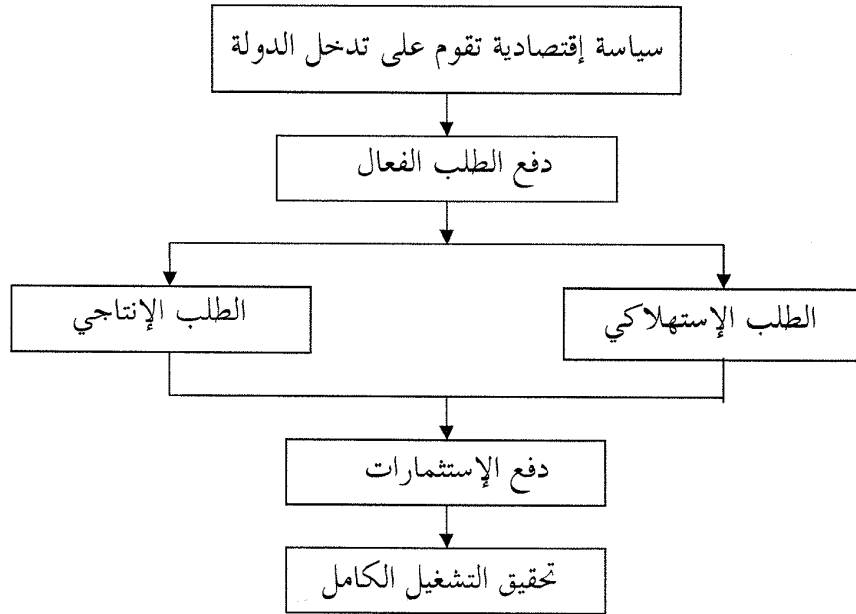 سياسة إقتصادية تقوم على تدخل الدولة
دفع الطلب الفعال
الطلب الإستهلاكي
الطلب الإنتاجي
دفع الإستثمارات
تحقيق التشغيل الكامل